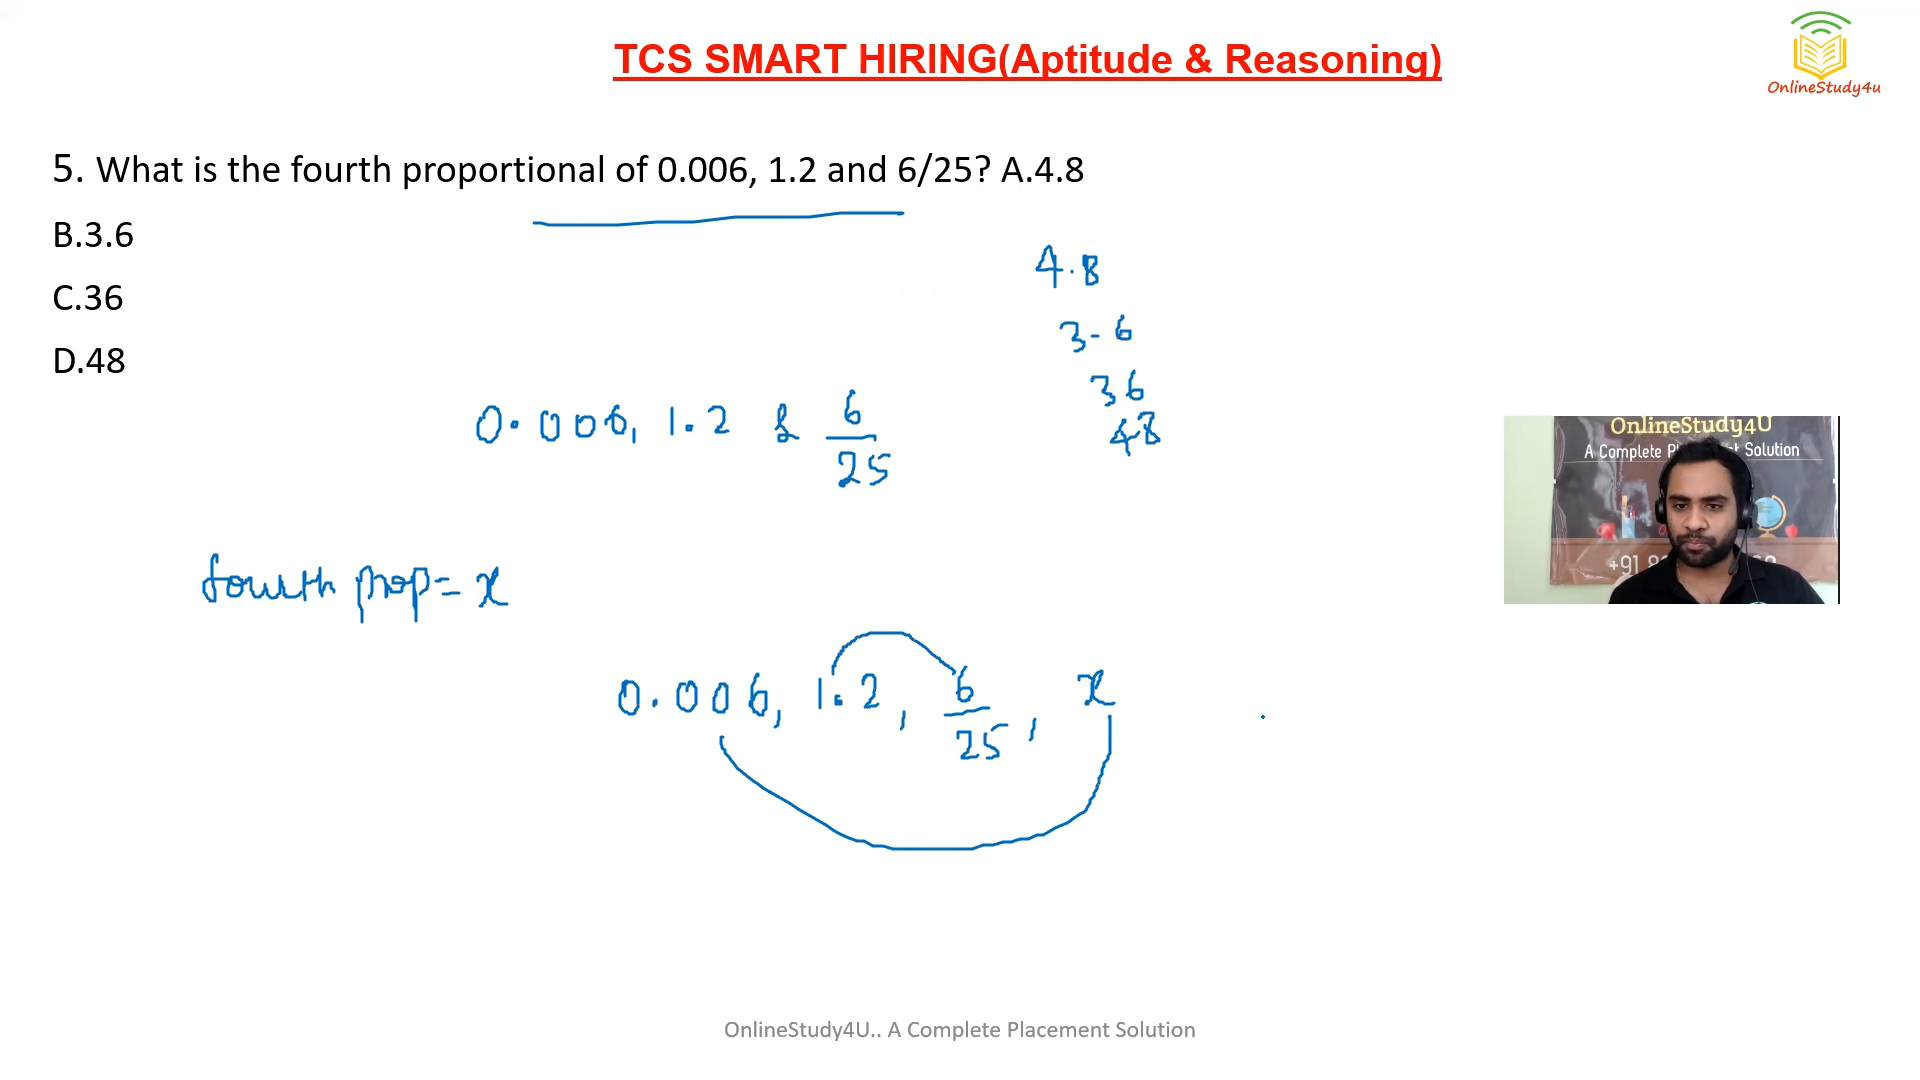 TCS SMART HIRING(Aptitude & Reasoning)
OnlineStudy4u
5. What is the fourth proportional of 0.006, 1.2 and 6/25? A.4.8
B.3.6
C.36
D.48
4.8
3-6
36
48
0.006, 1.2 & 6/25
fourth prop = x
0.006, 1.2, 6/25, x
OnlineStudy4U
A Complete Solution
+91
OnlineStudy4U.. A Complete Placement Solution